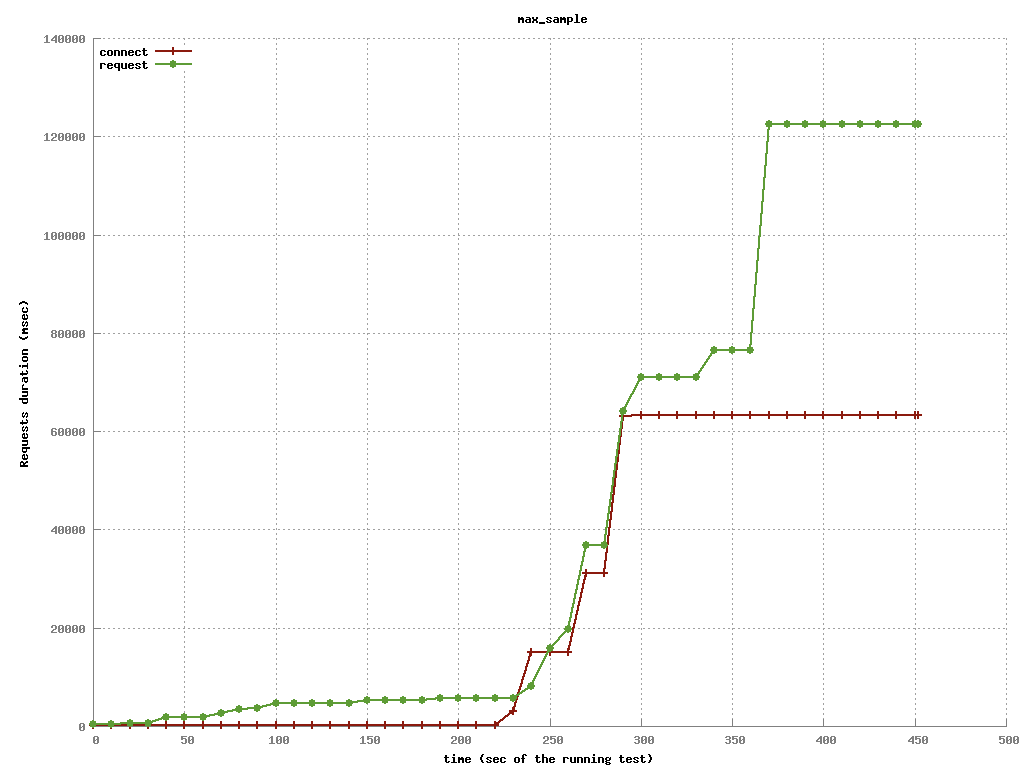 max_sample
140000
connect
request
120000
100000
80000
Requests duration (msec)
60000
40000
20000
0
0 50 100 150 200 250 300 350 400 450 500
time (sec of the running test)